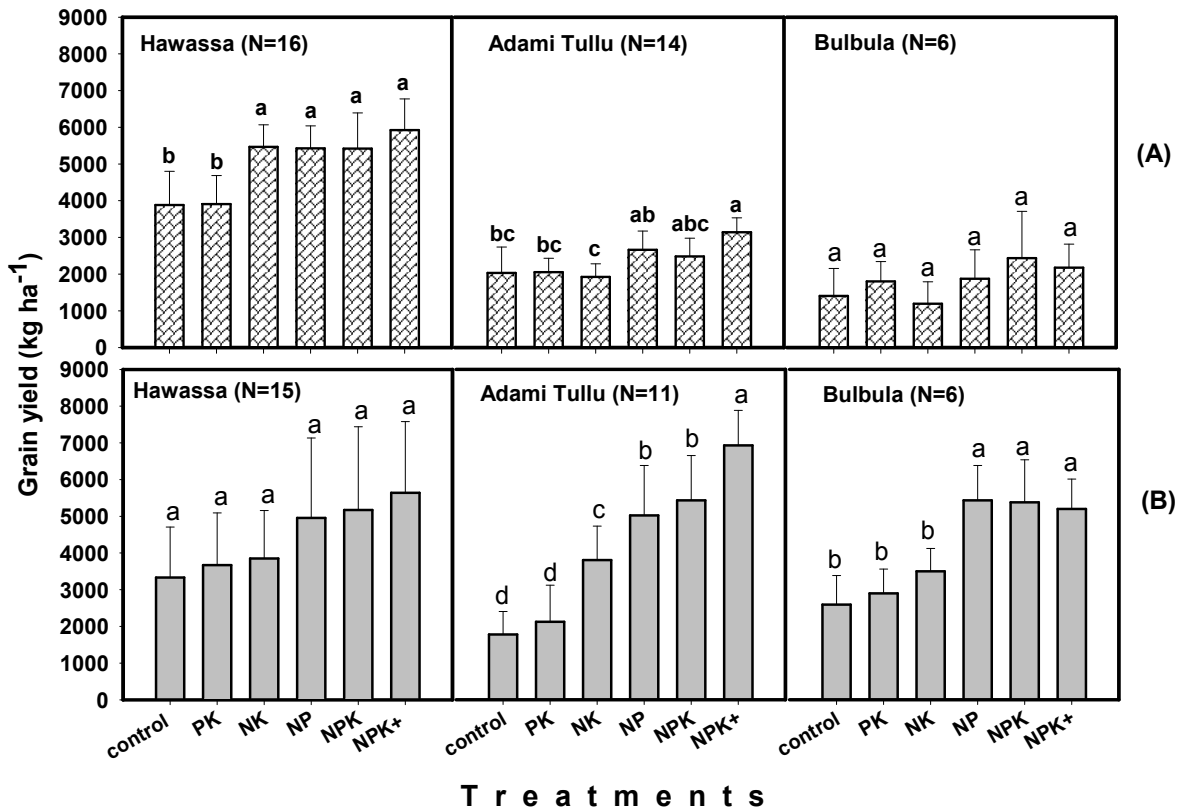 Grain yield (kg ha⁻¹)
9000
8000
7000
6000
5000
4000
3000
2000
1000
0
Hawassa (N=16)
b b a a a a
Adami Tullu (N=14)
bc bc c ab abc a
Bulbula (N=6)
a a a a a a
(A)
9000
8000
7000
6000
5000
4000
3000
2000
1000
0
Hawassa (N=15)
a a a a a a
Adami Tullu (N=11)
d d c b b a
Bulbula (N=6)
b b b a a a
(B)
control PK NK NP NPK NPK+
control PK NK NP NPK NPK+
control PK NK NP NPK NPK+
T r e a t m e n t s